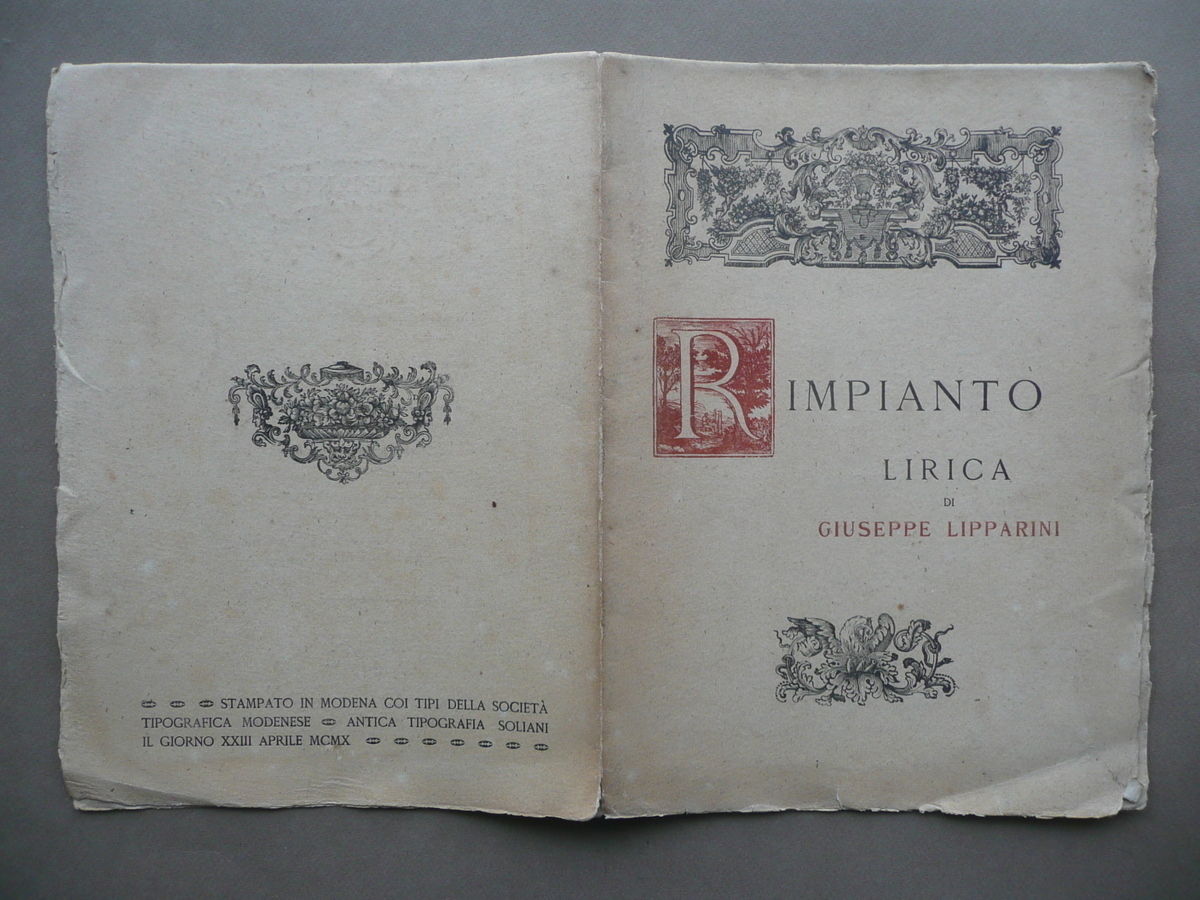 RIMPIANTO
LIRICA
DI
GIUSEPPE LIPPARINI
STAMPATO IN MODENA COI TIPI DELLA SOCIETÀ
TIPOGRAFICA MODENESE ANTICA TIPOGRAFIA SOLIANI
IL GIORNO XXIII APRILE MCMX